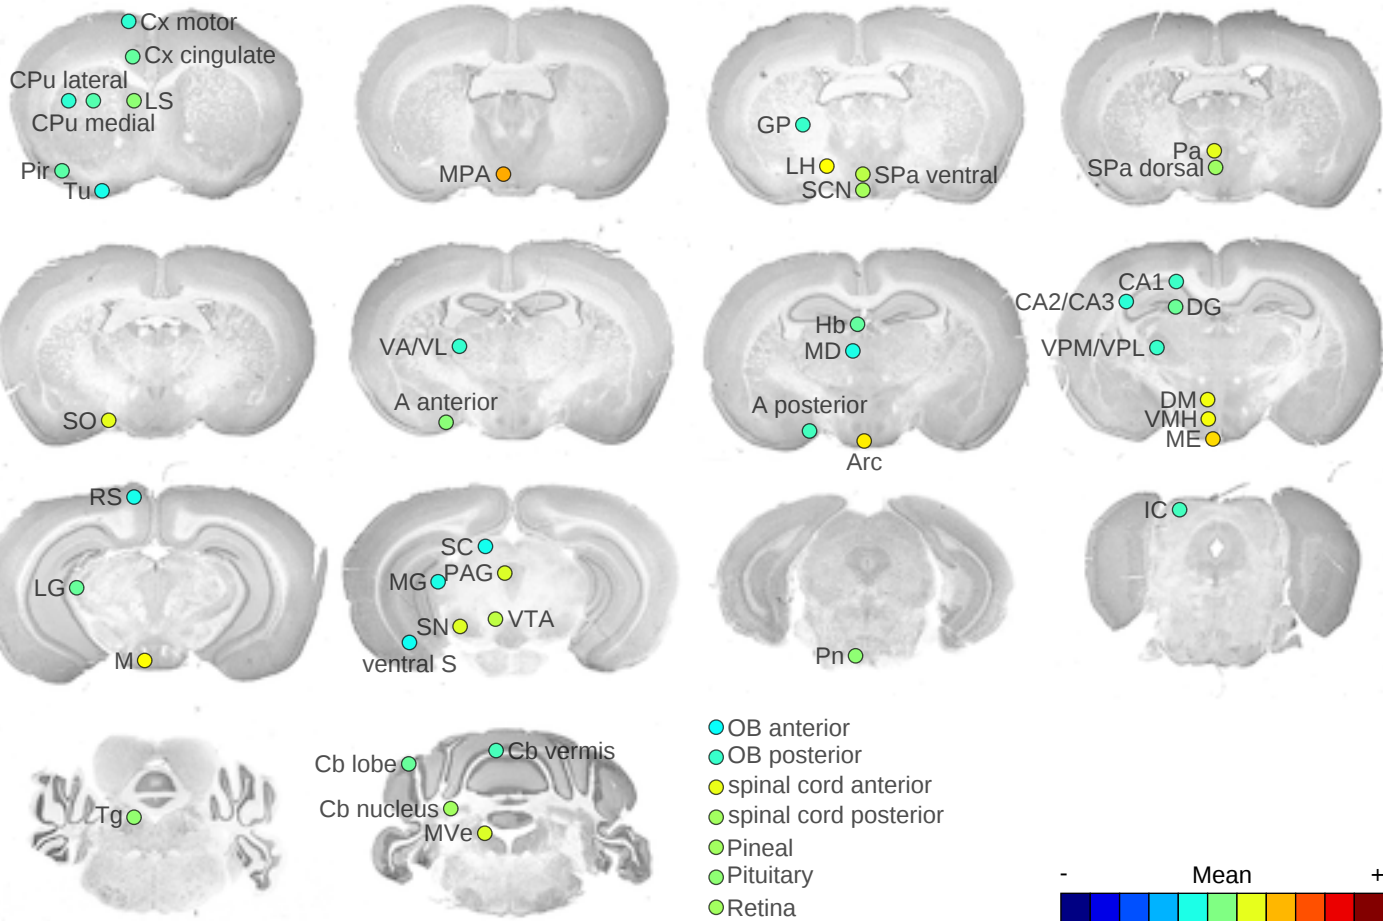 Cx motor
Cx cingulate
CPu lateral
LS
CPu medial
Pir
Tu
MPA
GP
LH
SPa ventral
SCN
Pa
SPa dorsal
SO
VA/VL
A anterior
Hb
MD
A posterior
Arc
CA1
CA2/CA3
DG
VPM/VPL
DM
VMH
ME
RS
LG
M
SC
MG
PAG
SN
VTA
ventral S
Pn
IC
Tg
Cb lobe
Cb vermis
Cb nucleus
MVe
OB anterior
OB posterior
spinal cord anterior
spinal cord posterior
Pineal
Pituitary
Retina
- Mean +